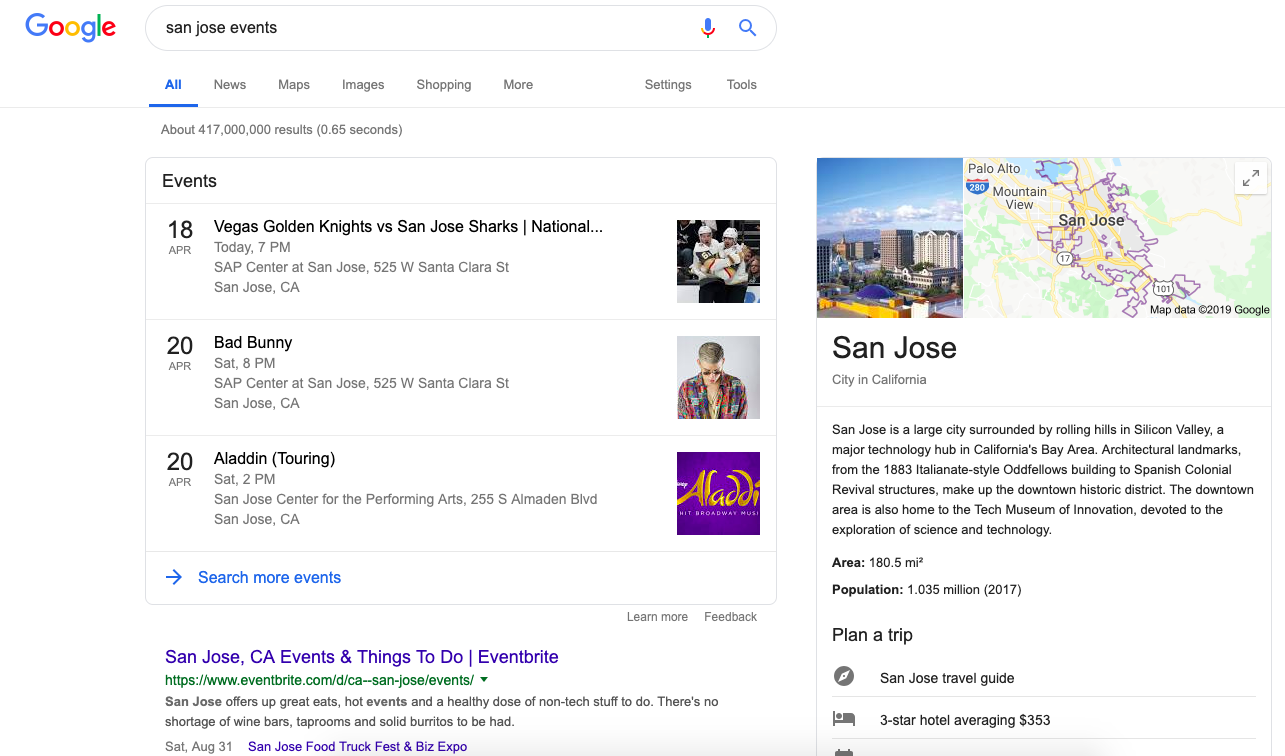 Google
san jose events
All News Maps Images Shopping More Settings Tools
About 417,000,000 results (0.65 seconds)
Events
18
APR
Vegas Golden Knights vs San Jose Sharks | National...
Today, 7 PM
SAP Center at San Jose, 525 W Santa Clara St
San Jose, CA
20
APR
Bad Bunny
Sat, 8 PM
SAP Center at San Jose, 525 W Santa Clara St
San Jose, CA
20
APR
Aladdin (Touring)
Sat, 2 PM
San Jose Center for the Performing Arts, 255 S Almaden Blvd
San Jose, CA
Search more events
Learn more Feedback
San Jose, CA Events & Things To Do | Eventbrite
https://www.eventbrite.com/d/ca--san-jose/events/
San Jose offers up great eats, hot events and a healthy dose of non-tech stuff to do. There's no
shortage of wine bars, taprooms and solid burritos to be had.
Sat, Aug 31 San Jose Food Truck Fest & Biz Expo
Palo Alto
280
Mountain
View
San Jose
17
101
Map data ©2019 Google
San Jose
City in California
San Jose is a large city surrounded by rolling hills in Silicon Valley, a
major technology hub in California's Bay Area. Architectural landmarks,
from the 1883 Italianate-style Oddfellows building to Spanish Colonial
Revival structures, make up the downtown historic district. The downtown
area is also home to the Tech Museum of Innovation, devoted to the
exploration of science and technology.
Area: 180.5 mi²
Population: 1.035 million (2017)
Plan a trip
San Jose travel guide
3-star hotel averaging $353